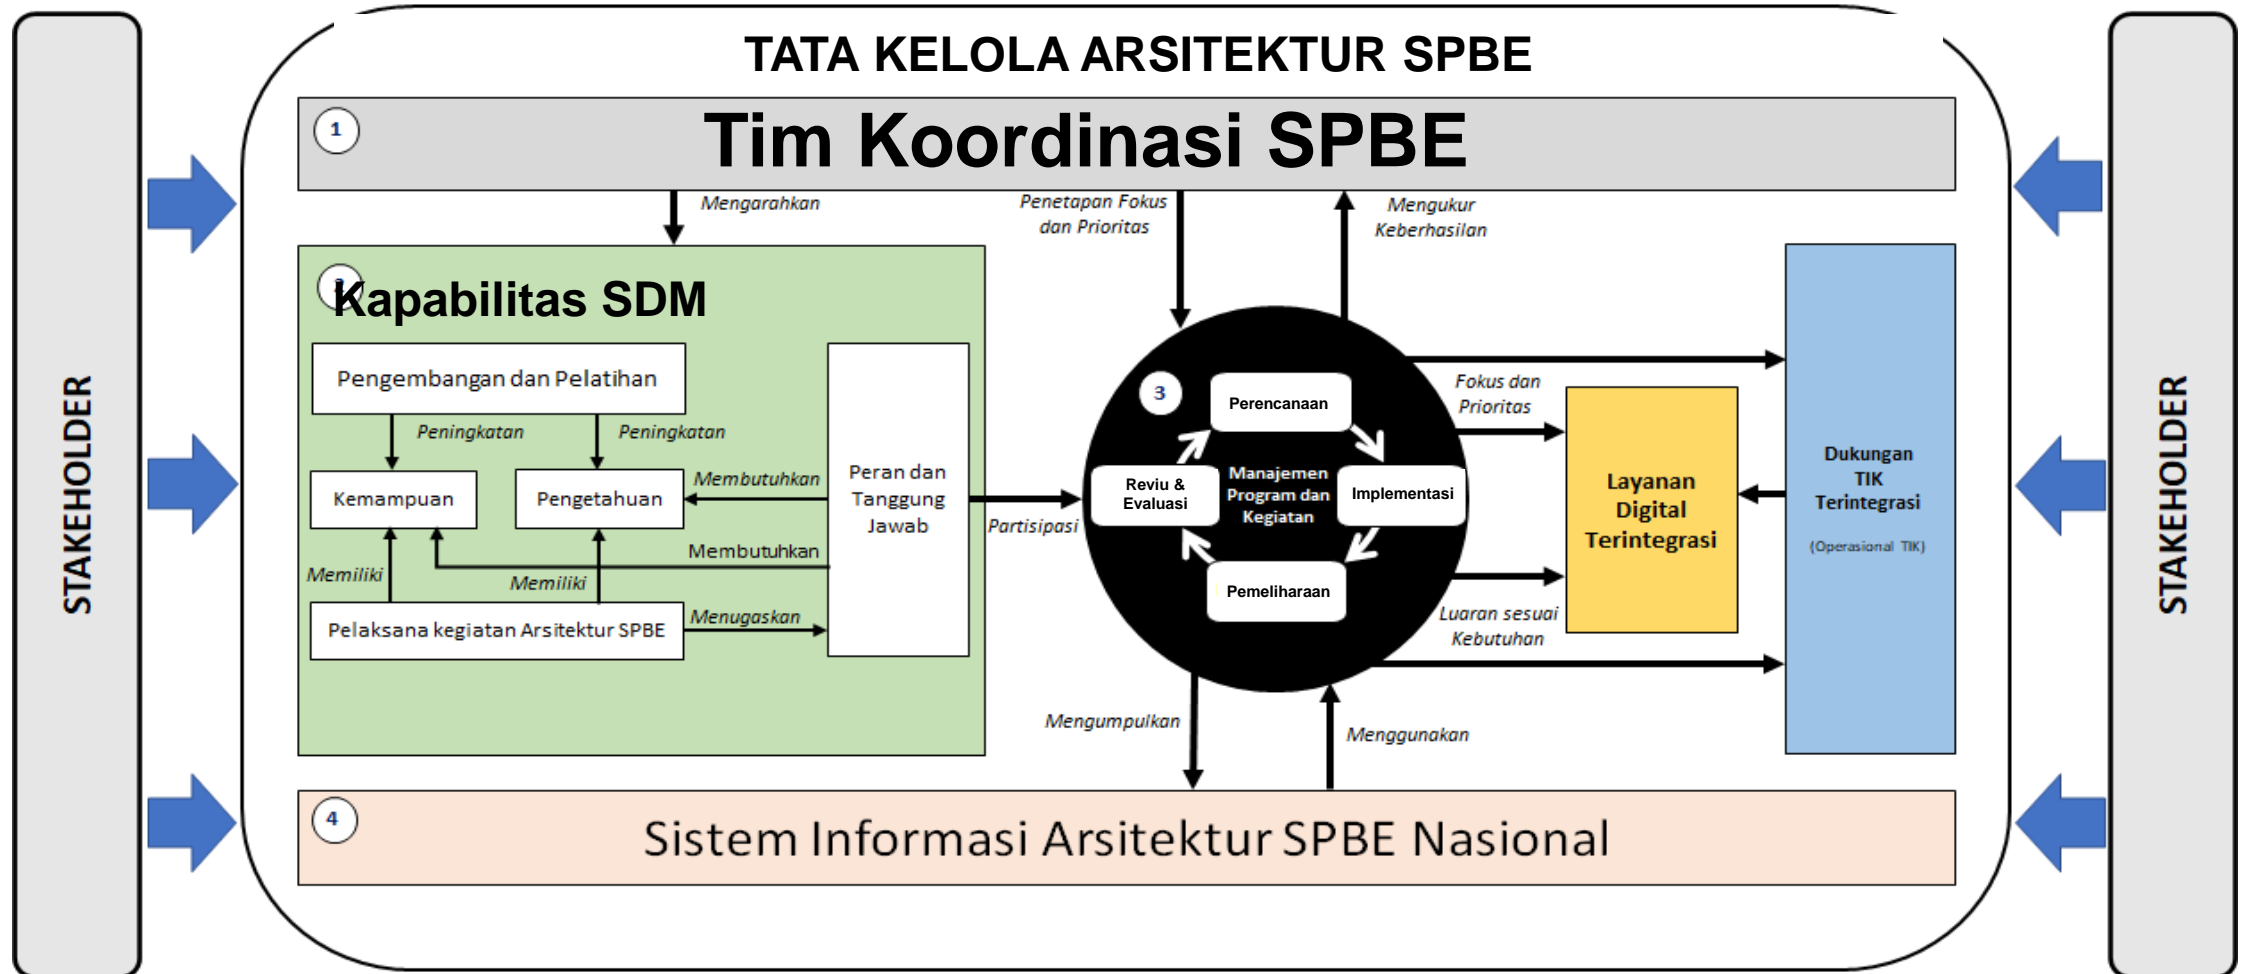 TATA KELOLA ARSITEKTUR SPBE
1
Tim Koordinasi SPBE
Mengarahkan
Penetapan Fokus
dan Prioritas
Mengukur
Keberhasilan
STAKEHOLDER
Kapabilitas SDM
Pengembangan dan Pelatihan
Peningkatan
Peningkatan
Kemampuan
Pengetahuan
Membutuhkan
Membutuhkan
Memiliki
Memiliki
Pelaksana kegiatan Arsitektur SPBE
Menugaskan
Peran dan
Tanggung
Jawab
Partisipasi
3
Perencanaan
Reviu &
Evaluasi
Manajemen
Program dan
Kegiatan
Implementasi
Pemeliharaan
Fokus dan
Prioritas
Luaran sesuai
Kebutuhan
Layanan
Digital
Terintegrasi
Dukungan
TIK
Terintegrasi
(Operasional TIK)
STAKEHOLDER
Mengumpulkan
Menggunakan
4
Sistem Informasi Arsitektur SPBE Nasional